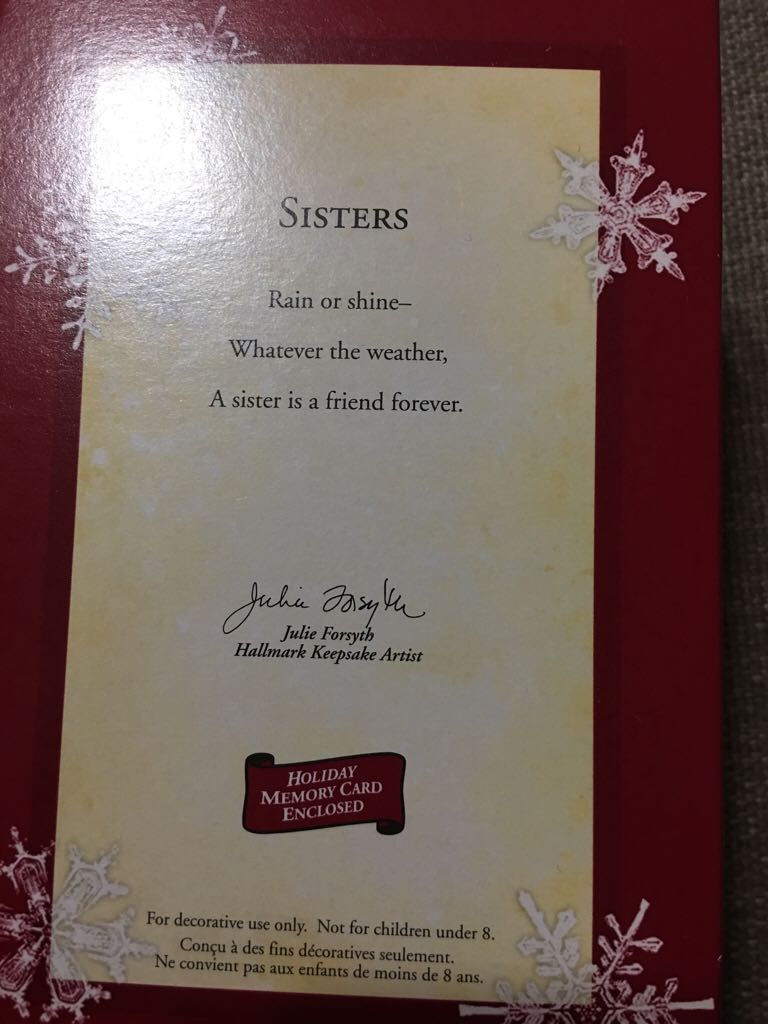 SISTERS
Rain or shine–
Whatever the weather,
A sister is a friend forever.
Julie Forsyth
Julie Forsyth
Hallmark Keepsake Artist
HOLIDAY
MEMORY CARD
ENCLOSED
For decorative use only. Not for children under 8.
Conçu à des fins décoratives seulement.
Ne convient pas aux enfants de moins de 8 ans.